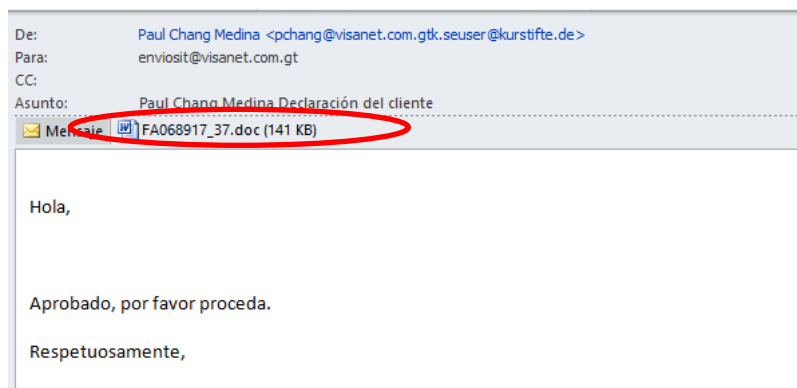 De: Paul Chang Medina <pchang@visanet.com.gtk.seuser@kurstifte.de>
Para: enviosit@visanet.com.gt
CC:
Asunto: Paul Chang Medina Declaración del cliente
Mensaje FA068917_37.doc (141 KB)
Hola,
Aprobado, por favor proceda.
Respetuosamente,